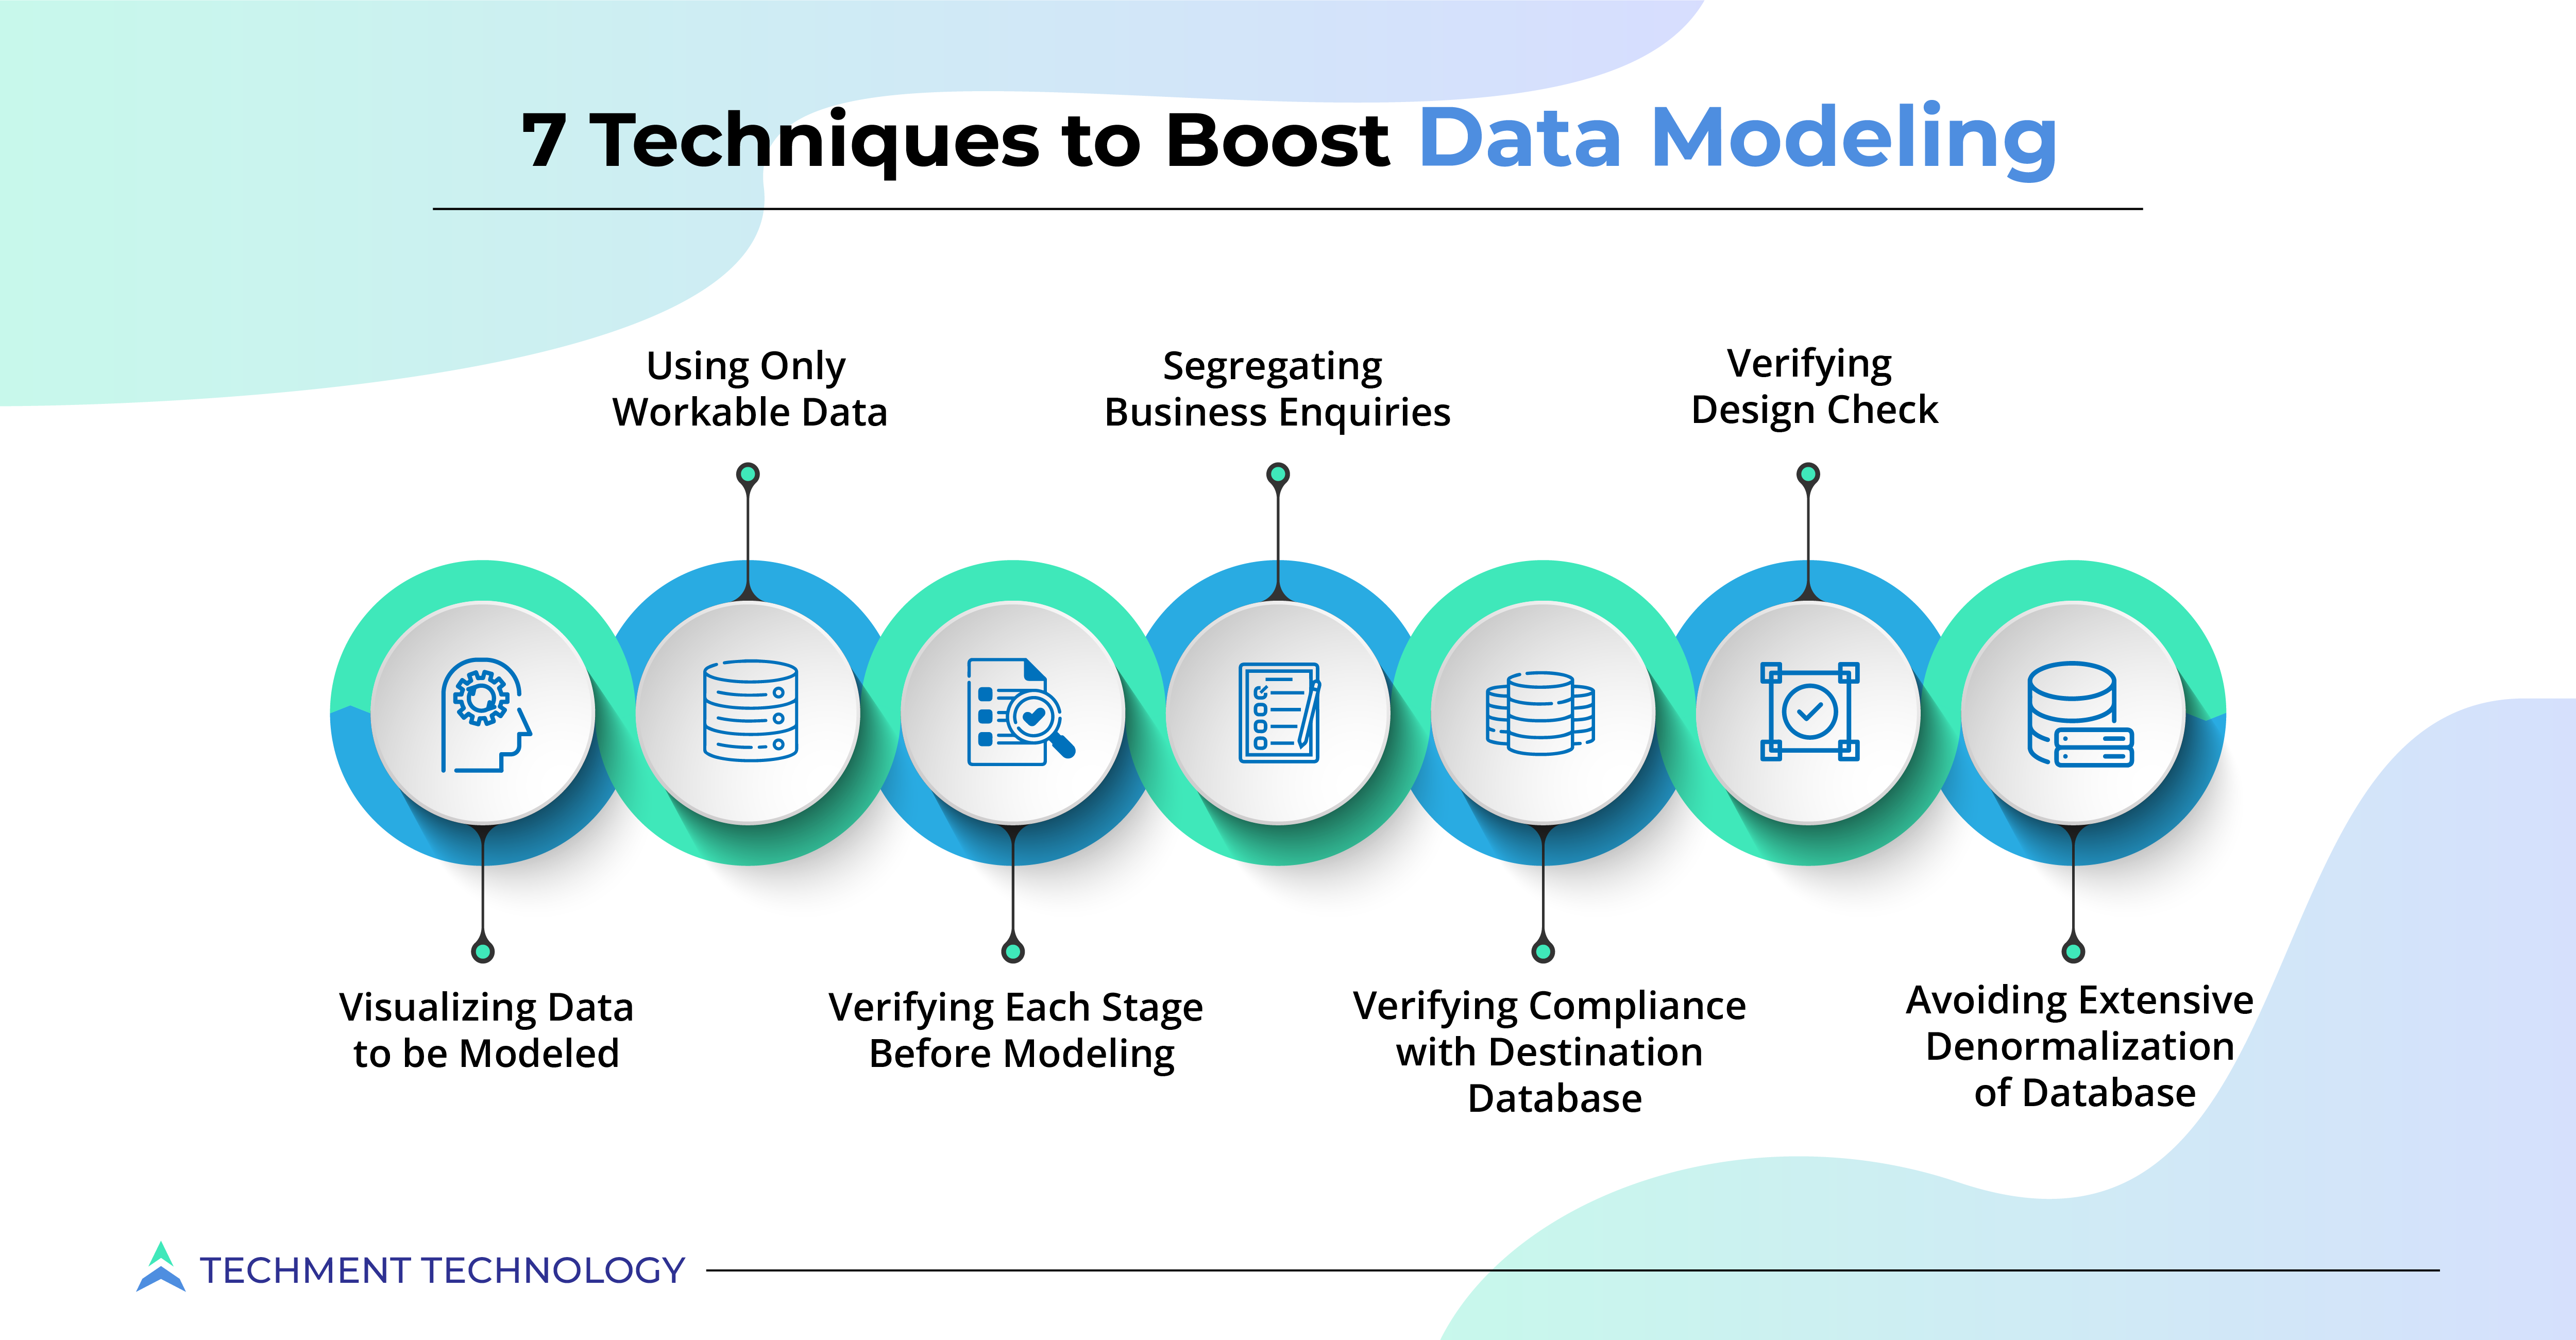 7 Techniques to Boost Data Modeling
Using Only
Workable Data
Segregating
Business Enquiries
Verifying
Design Check
Visualizing Data
to be Modeled
Verifying Each Stage
Before Modeling
Verifying Compliance
with Destination
Database
Avoiding Extensive
Denormalization
of Database
TECHMENT TECHNOLOGY